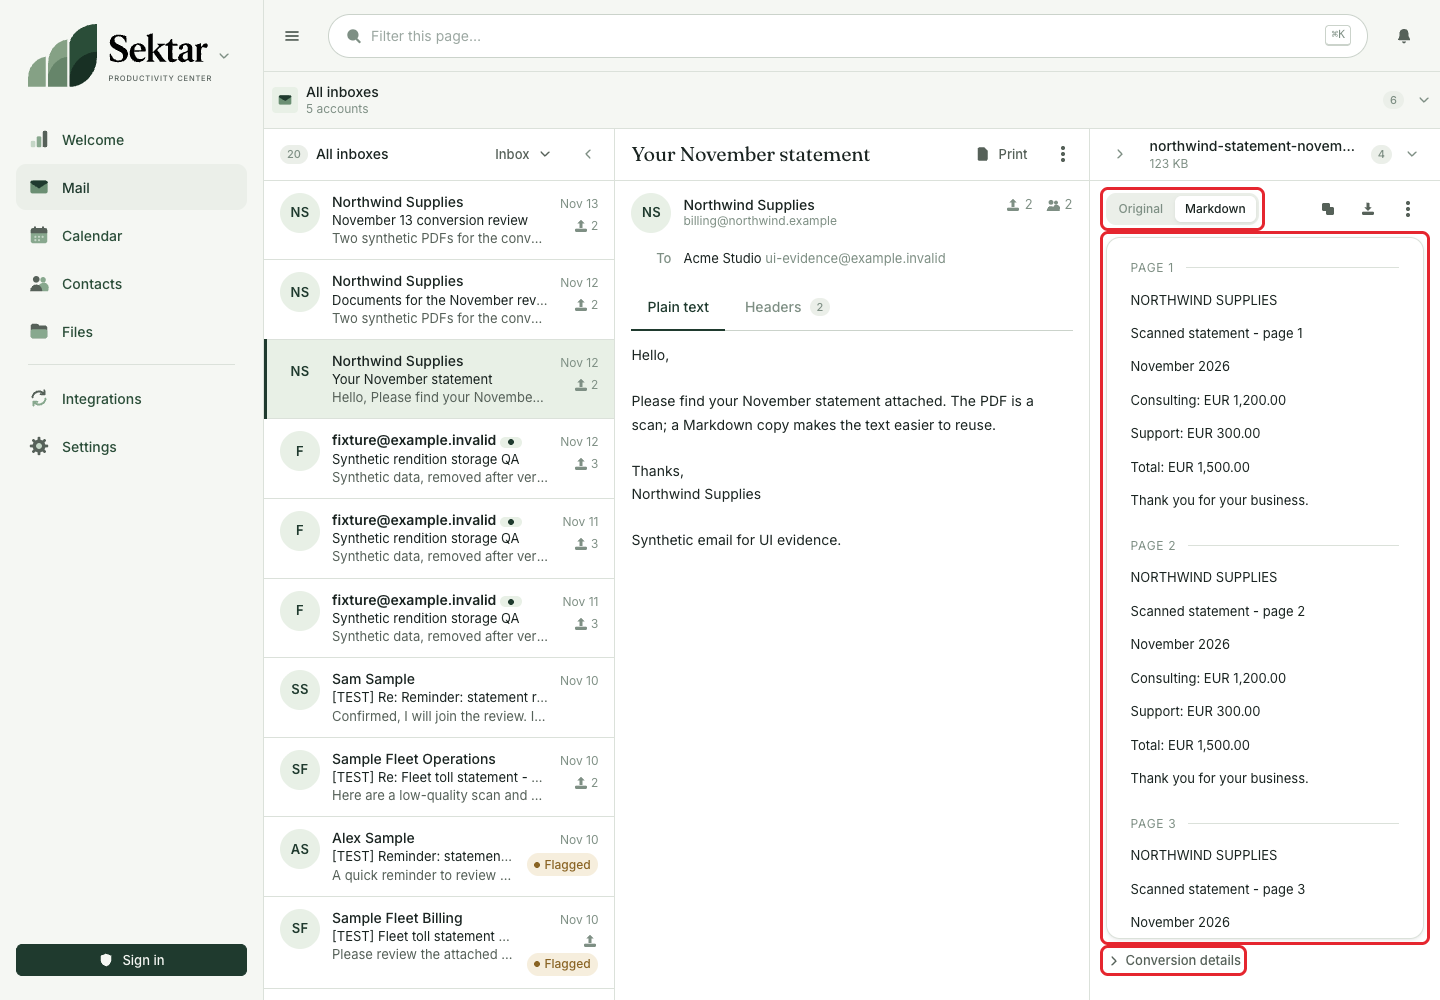 Sektar
PRODUCTIVITY CENTER
Welcome
Mail
Calendar
Contacts
Files
Integrations
Settings
Sign in
Filter this page...
⌘K
All inboxes
5 accounts
6
20 All inboxes
Inbox
NS
Northwind Supplies
Nov 13
November 13 conversion review
2
Two synthetic PDFs for the conv...
NS
Northwind Supplies
Nov 12
Documents for the November rev...
2
Two synthetic PDFs for the conv...
NS
Northwind Supplies
Nov 12
Your November statement
2
Hello, Please find your Novembe...
F
fixture@example.invalid
Nov 12
Synthetic rendition storage QA
3
Synthetic data, removed after ver...
F
fixture@example.invalid
Nov 11
Synthetic rendition storage QA
3
Synthetic data, removed after ver...
F
fixture@example.invalid
Nov 11
Synthetic rendition storage QA
3
Synthetic data, removed after ver...
SS
Sam Sample
Nov 10
[TEST] Re: Reminder: statement r...
Confirmed, I will join the review. I...
SF
Sample Fleet Operations
Nov 10
[TEST] Re: Fleet toll statement - ...
2
Here are a low-quality scan and ...
AS
Alex Sample
Nov 10
[TEST] Reminder: statemen...
Flagged
A quick reminder to review ...
SF
Sample Fleet Billing
Nov 10
[TEST] Fleet toll statement ...
Please review the attached ...
Flagged
Your November statement
Print
NS
Northwind Supplies
billing@northwind.example
2
2
To Acme Studio ui-evidence@example.invalid
Plain text
Headers 2
Hello,
Please find your November statement attached. The PDF is a
scan; a Markdown copy makes the text easier to reuse.
Thanks,
Northwind Supplies
Synthetic email for UI evidence.
northwind-statement-novem...
123 KB
4
Original
Markdown
PAGE 1
NORTHWIND SUPPLIES
Scanned statement - page 1
November 2026
Consulting: EUR 1,200.00
Support: EUR 300.00
Total: EUR 1,500.00
Thank you for your business.
PAGE 2
NORTHWIND SUPPLIES
Scanned statement - page 2
November 2026
Consulting: EUR 1,200.00
Support: EUR 300.00
Total: EUR 1,500.00
Thank you for your business.
PAGE 3
NORTHWIND SUPPLIES
Scanned statement - page 3
November 2026
Conversion details